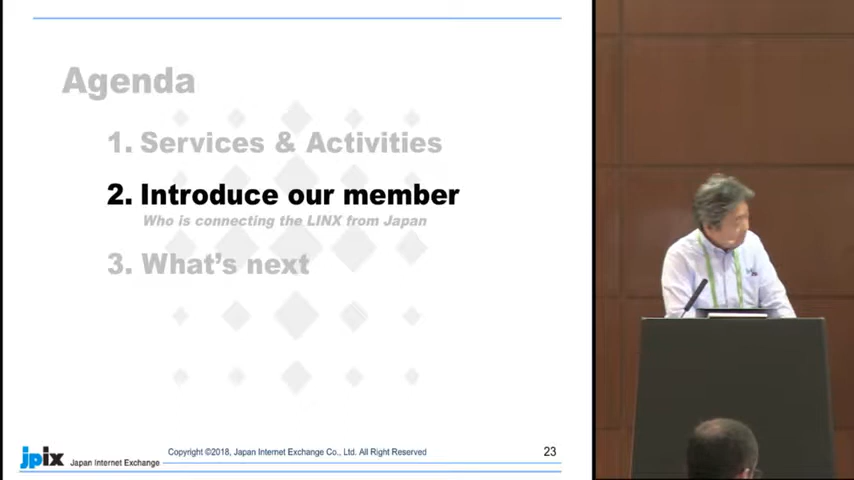 Agenda
1. Services & Activities
2. Introduce our member
Who is connecting the LINX from Japan
3. What's next
jpix Japan Internet Exchange
Copyright ©2018, Japan Internet Exchange Co., Ltd. All Right Reserved
23